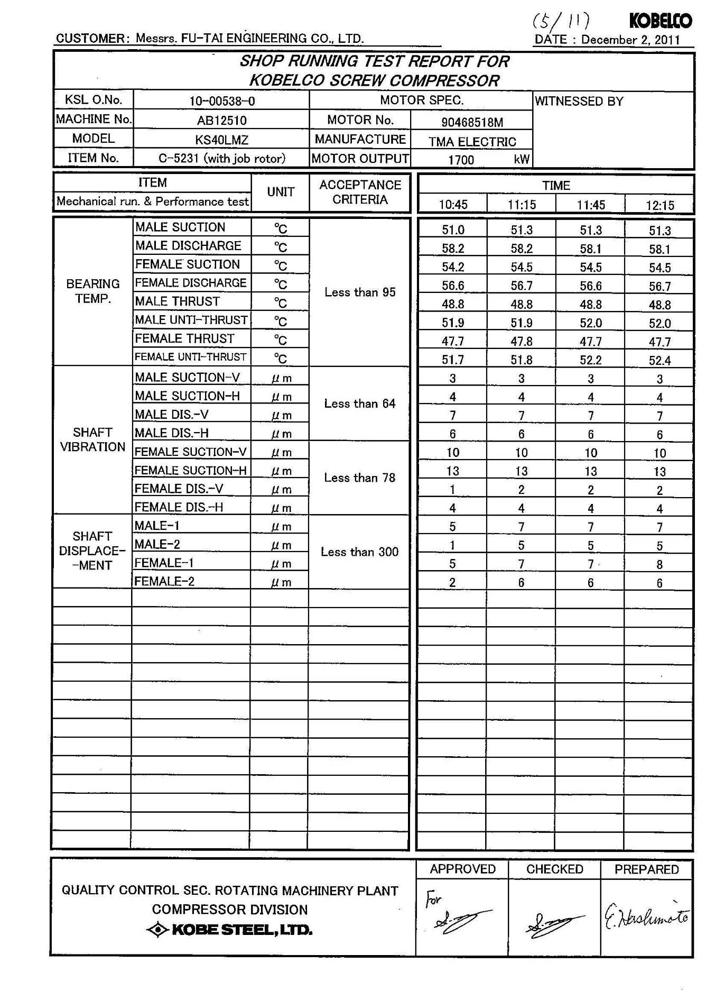 (5/11) KOBELCO
CUSTOMER: Messrs. FU-TAI ENGINEERING CO., LTD. DATE : December 2, 2011
SHOP RUNNING TEST REPORT FOR
KOBELCO SCREW COMPRESSOR
KSL O.No. 10-00538-0 MOTOR SPEC. WITNESSED BY
MACHINE No. AB12510 MOTOR No. 90468518M
MODEL KS40LMZ MANUFACTURE TMA ELECTRIC
ITEM No. C-5231 (with job rotor) MOTOR OUTPUT 1700 kW
ITEM UNIT ACCEPTANCE CRITERIA TIME
Mechanical run. & Performance test 10:45 11:15 11:45 12:15
BEARING TEMP. Less than 95
MALE SUCTION °C 51.0 51.3 51.3 51.3
MALE DISCHARGE °C 58.2 58.2 58.1 58.1
FEMALE SUCTION °C 54.2 54.5 54.5 54.5
FEMALE DISCHARGE °C 56.6 56.7 56.6 56.7
MALE THRUST °C 48.8 48.8 48.8 48.8
MALE UNTI-THRUST °C 51.9 51.9 52.0 52.0
FEMALE THRUST °C 47.7 47.8 47.7 47.7
FEMALE UNTI-THRUST °C 51.7 51.8 52.2 52.4
SHAFT VIBRATION
Less than 64
MALE SUCTION-V μm 3 3 3 3
MALE SUCTION-H μm 4 4 4 4
MALE DIS.-V μm 7 7 7 7
MALE DIS.-H μm 6 6 6 6
Less than 78
FEMALE SUCTION-V μm 10 10 10 10
FEMALE SUCTION-H μm 13 13 13 13
FEMALE DIS.-V μm 1 2 2 2
FEMALE DIS.-H μm 4 4 4 4
SHAFT DISPLACE- -MENT Less than 300
MALE-1 μm 5 7 7 7
MALE-2 μm 1 5 5 5
FEMALE-1 μm 5 7 7 8
FEMALE-2 μm 2 6 6 6
APPROVED CHECKED PREPARED
QUALITY CONTROL SEC. ROTATING MACHINERY PLANT
COMPRESSOR DIVISION
KOBE STEEL, LTD.
For
E. Hashimoto